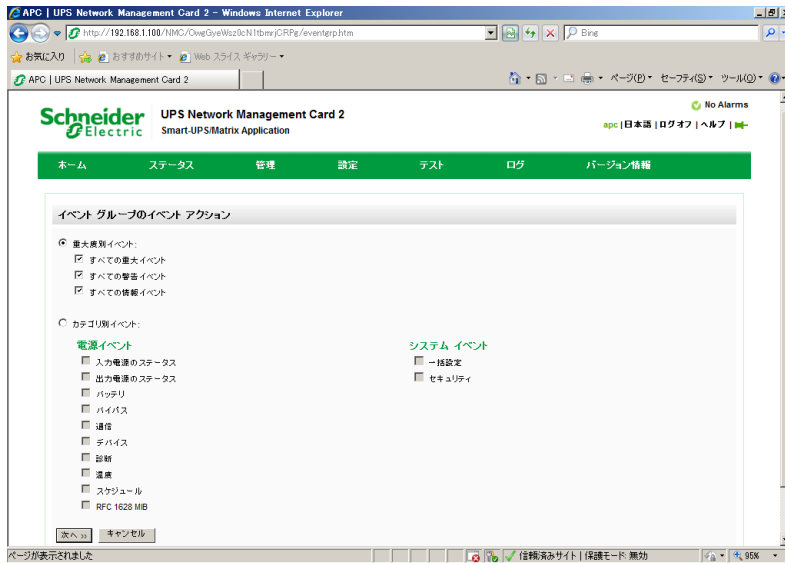 APC | UPS Network Management Card 2 - Windows Internet Explorer
http://192.168.1.100/NMC/OwgGyeWsz0cN1tbmrjCRPg/eventgrp.htm
Bing
お気に入り おすすめサイト Web スライス ギャラリー
APC | UPS Network Management Card 2
ページ(P) セーフティ(S) ツール(O)
Schneider Electric
UPS Network Management Card 2
Smart-UPS/Matrix Application
No Alarms
apc | 日本語 | ログオフ | ヘルプ |
ホーム ステータス 管理 設定 テスト ログ バージョン情報
イベント グループのイベント アクション
重大度別イベント:
すべての重大イベント
すべての警告イベント
すべての情報イベント
カテゴリ別イベント:
電源イベント
入力電源のステータス
出力電源のステータス
バッテリ
バイパス
通信
デバイス
診断
温度
スケジュール
RFC 1628 MIB
システム イベント
一括設定
セキュリティ
次へ >> キャンセル
ページが表示されました
信頼済みサイト | 保護モード: 無効
95%